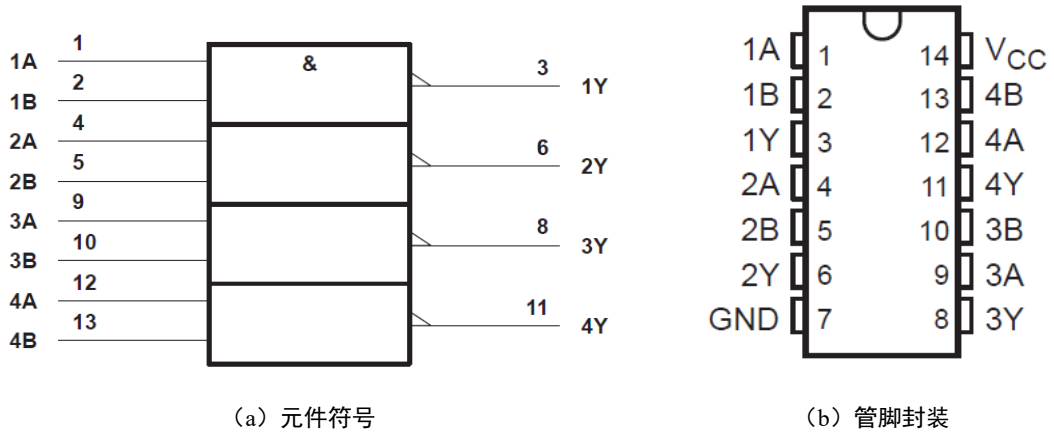 1A 1
1B 2
2A 4
2B 5
3A 9
3B 10
4A 12
4B 13
&
3 1Y
6 2Y
8 3Y
11 4Y
(a) 元件符号
1A 1 14 VCC
1B 2 13 4B
1Y 3 12 4A
2A 4 11 4Y
2B 5 10 3B
2Y 6 9 3A
GND 7 8 3Y
(b) 管脚封装